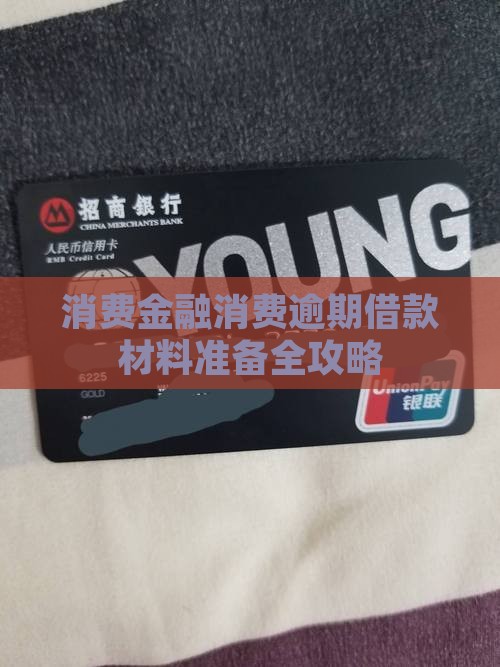 招商银行
CHINA MERCHANTS BANK
人民币信用卡
RMB Credit Card
YOUNG
消费金融消费逾期借款
材料准备全攻略
6225
GOLD
UnionPay
银联